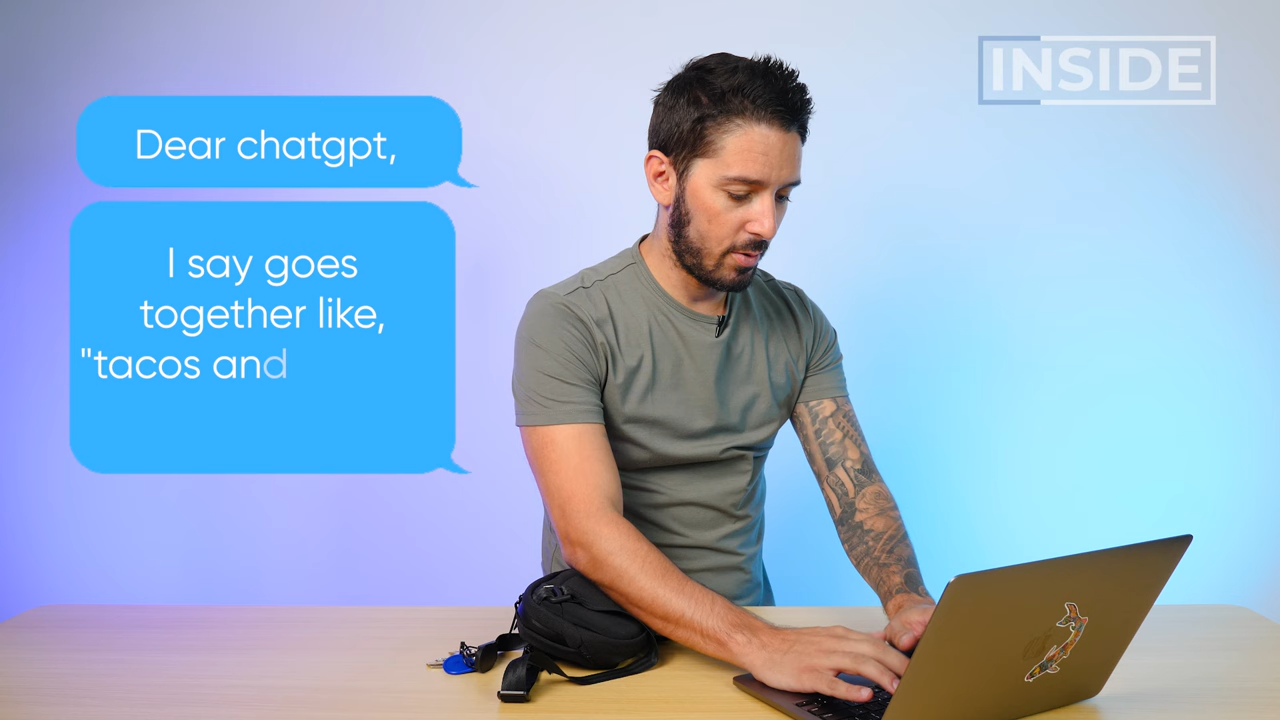 INSIDE
Dear chatgpt,
I say goes
together like,
"tacos and